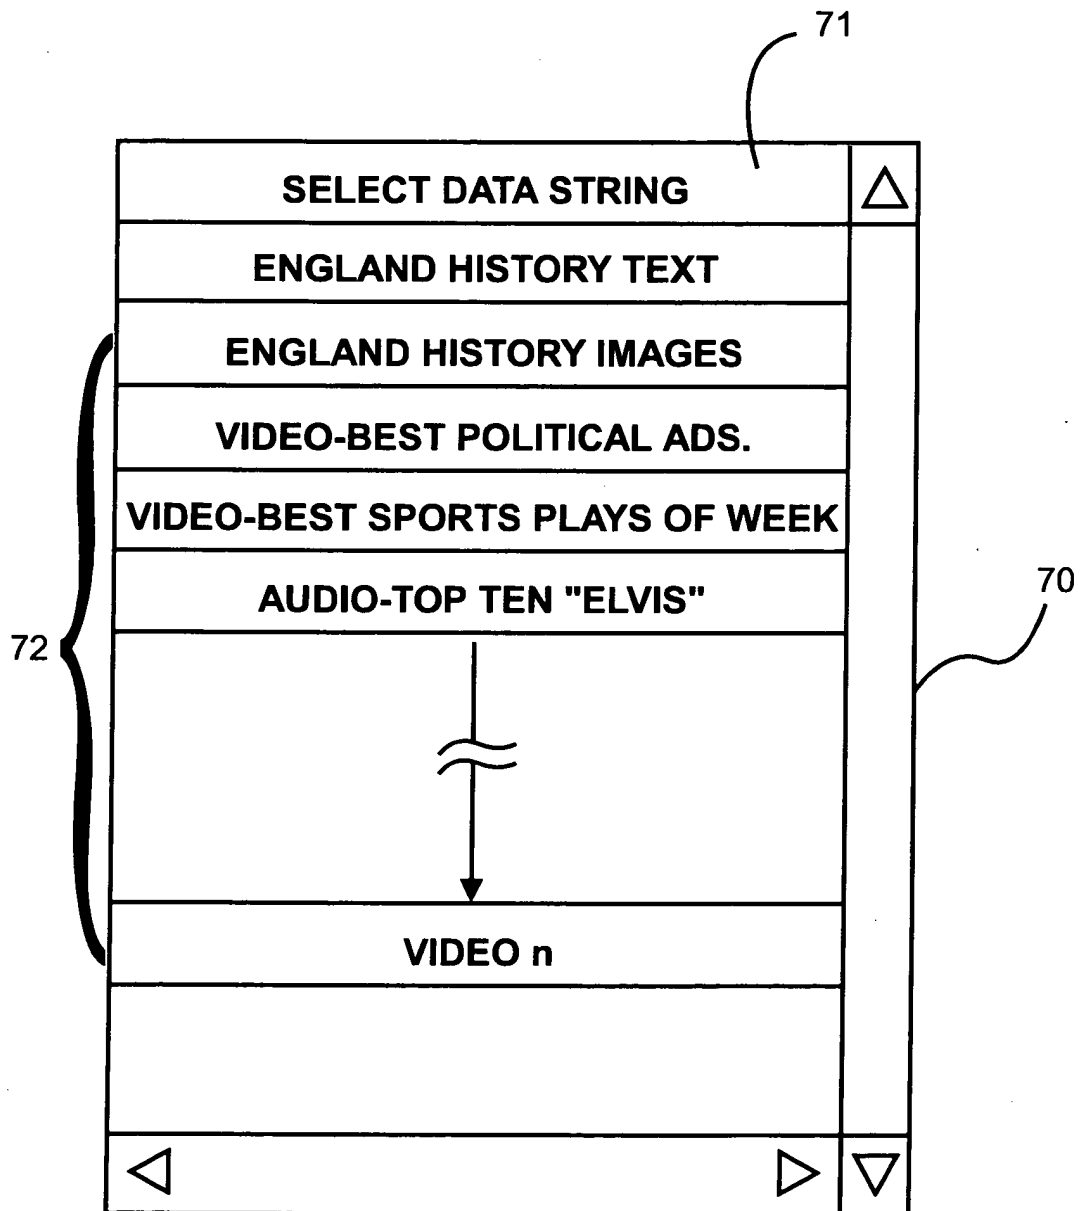 71
SELECT DATA STRING
ENGLAND HISTORY TEXT
ENGLAND HISTORY IMAGES
VIDEO-BEST POLITICAL ADS.
VIDEO-BEST SPORTS PLAYS OF WEEK
AUDIO-TOP TEN "ELVIS"
70
72
VIDEO n